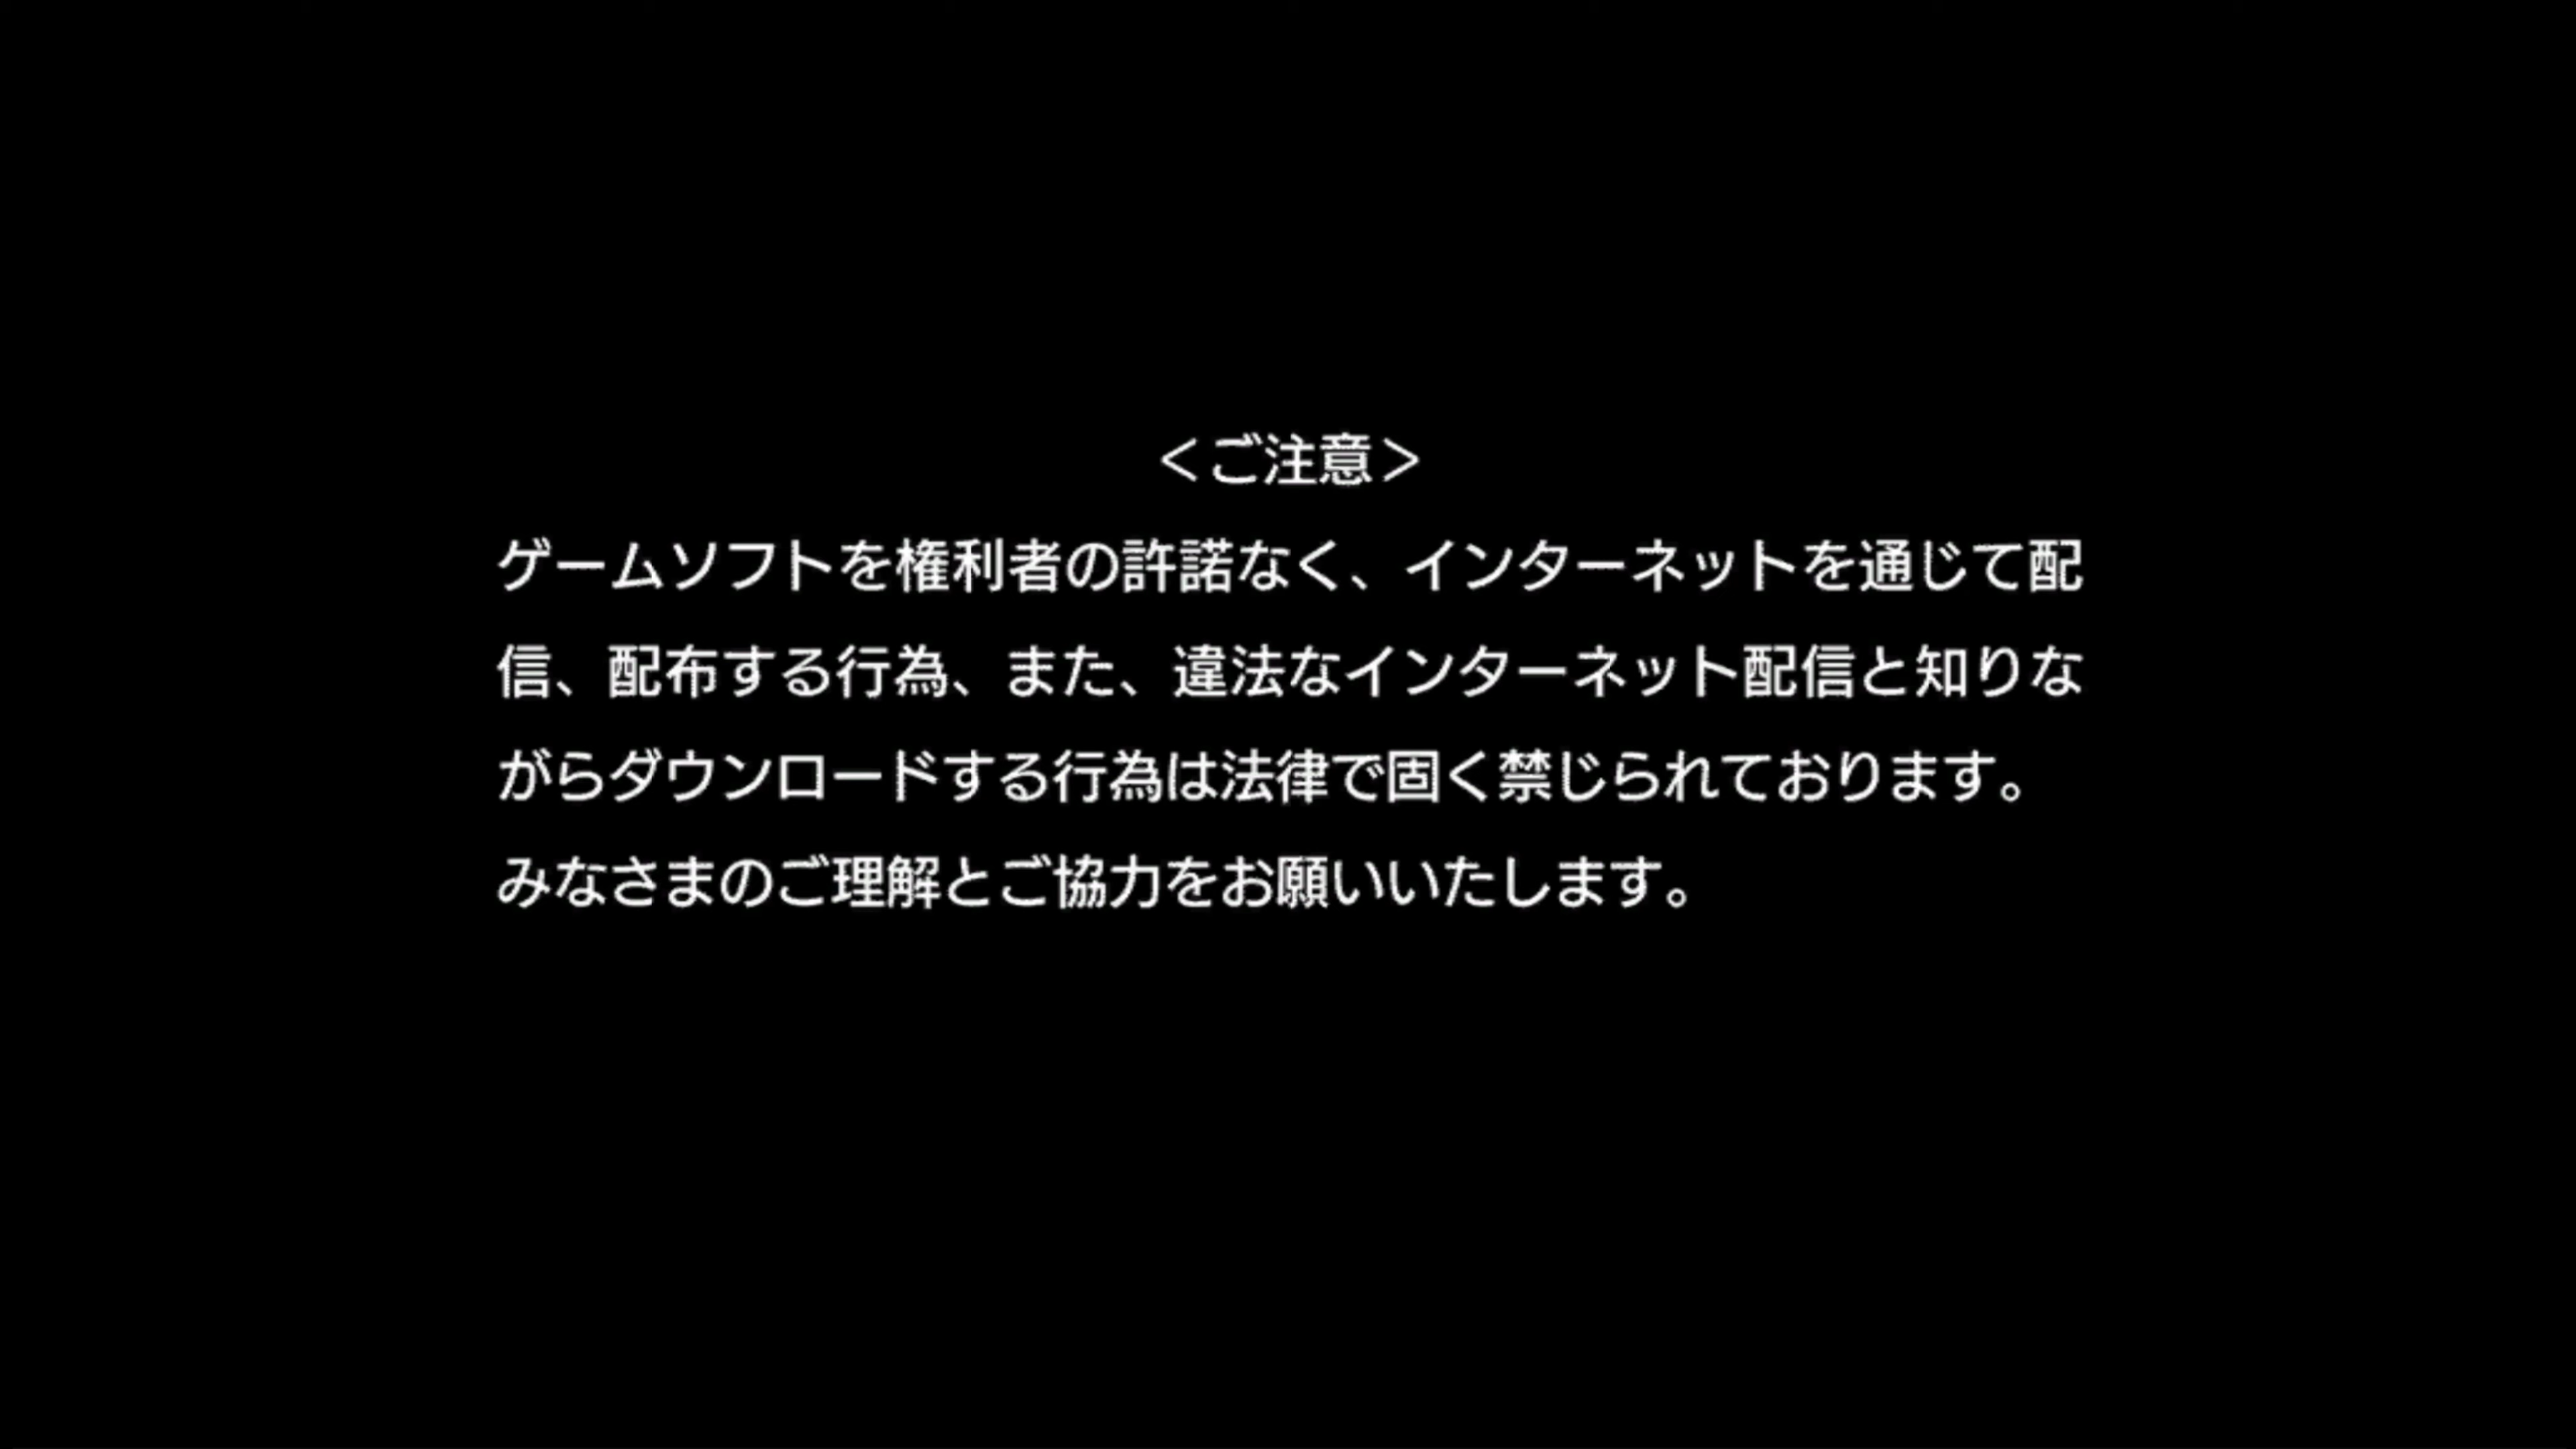 ＜ご注意＞
ゲームソフトを権利者の許諾なく、インターネットを通じて配
信、配布する行為、また、違法なインターネット配信と知りな
がらダウンロードする行為は法律で固く禁じられております。
みなさまのご理解とご協力をお願いいたします。